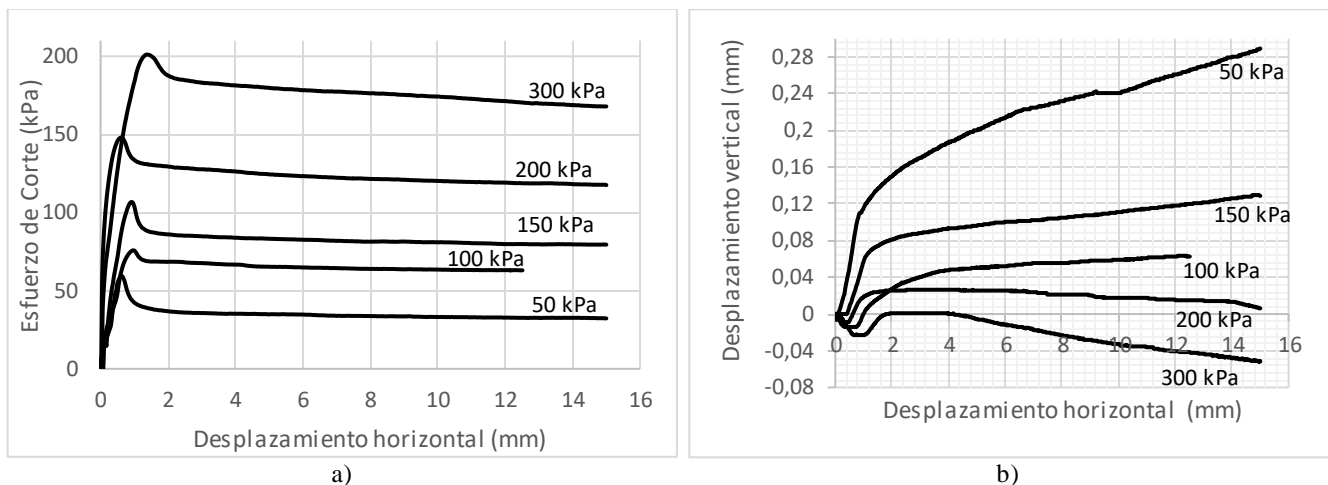 Esfuerzo de Corte (kPa)
200
150
100
50
0
300 kPa
200 kPa
150 kPa
100 kPa
50 kPa
0 2 4 6 8 10 12 14 16
Desplazamiento horizontal (mm)
a)
Desplazamiento vertical (mm)
0,28
0,24
0,2
0,16
0,12
0,08
0,04
0
-0,04
-0,08
50 kPa
150 kPa
100 kPa
200 kPa
300 kPa
0 2 4 6 8 10 12 14 16
Desplazamiento horizontal (mm)
b)